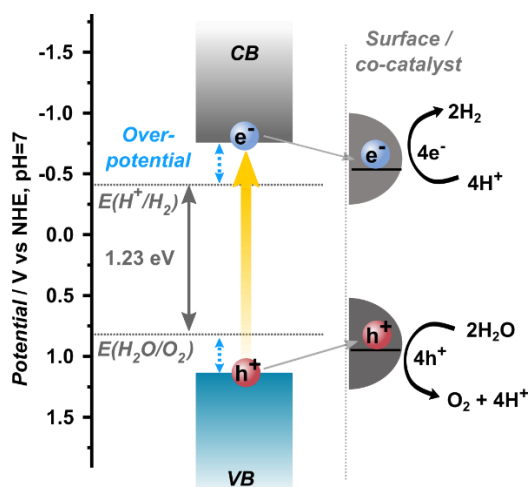 Potential / V vs NHE, pH=7
-1.5
-1.0
-0.5
0.0
0.5
1.0
1.5
CB
e-
Over-
potential
E(H+/H2)
1.23 eV
E(H2O/O2)
h+
VB
Surface /
co-catalyst
e-
2H2
4e-
4H+
h+
2H2O
4h+
O2 + 4H+